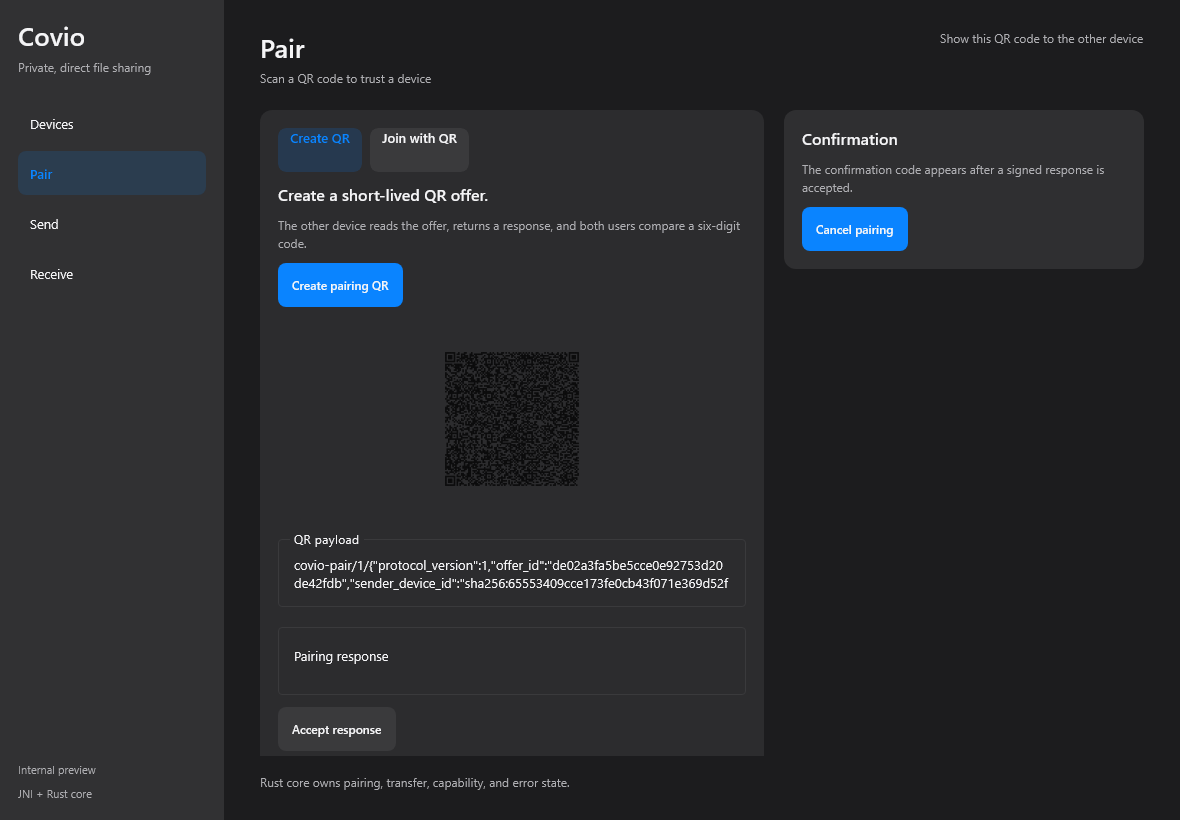 Covio
Private, direct file sharing
Devices
Pair
Send
Receive
Internal preview
JNI + Rust core
Pair
Scan a QR code to trust a device
Show this QR code to the other device
Create QR
Join with QR
Create a short-lived QR offer.
The other device reads the offer, returns a response, and both users compare a six-digit
code.
Create pairing QR
QR payload
covio-pair/1/{"protocol_version":1,"offer_id":"de02a3fa5be5cce0e92753d20
de42fdb","sender_device_id":"sha256:65553409cce173fe0cb43f071e369d52f
Pairing response
Accept response
Confirmation
The confirmation code appears after a signed response is
accepted.
Cancel pairing
Rust core owns pairing, transfer, capability, and error state.